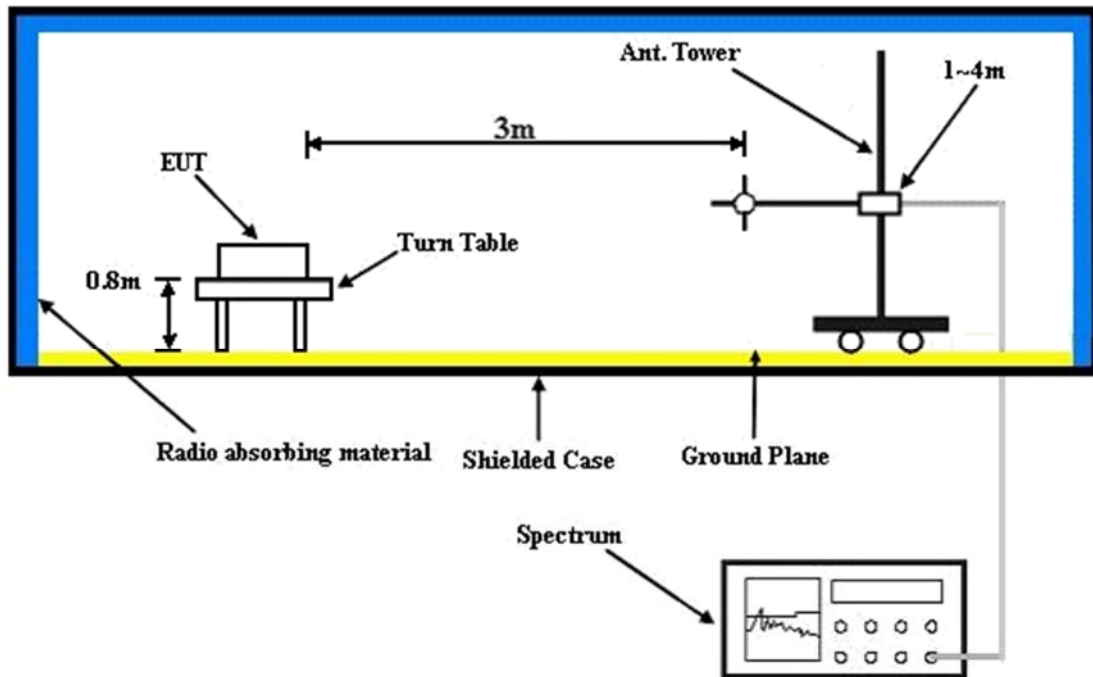 Ant. Tower
1~4m
3m
EUT
Turn Table
0.8m
Radio absorbing material
Shielded Case
Ground Plane
Spectrum